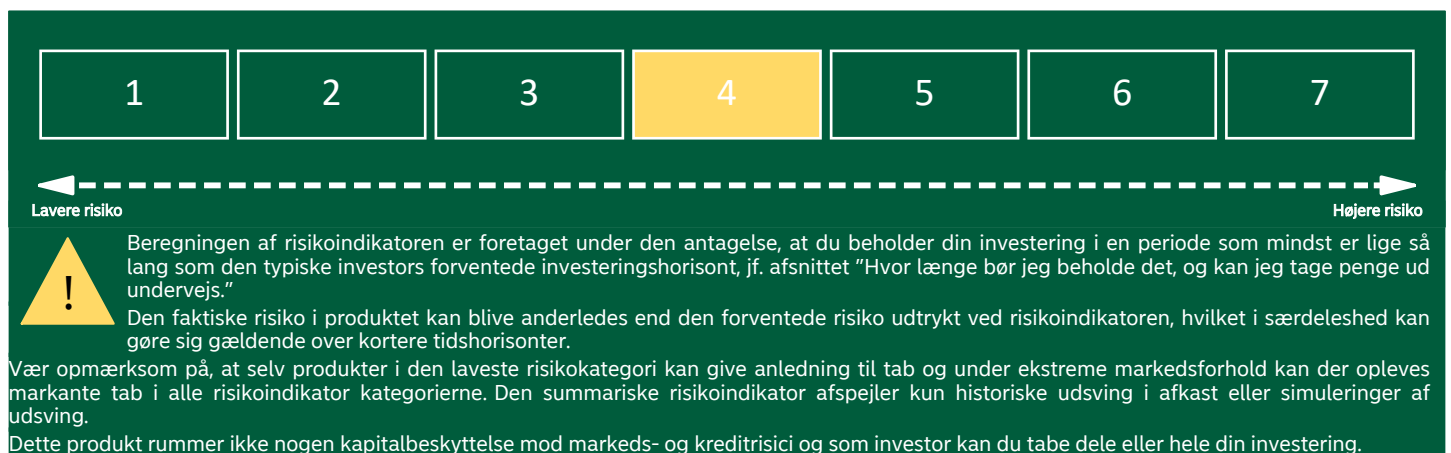 1 2 3 4 5 6 7
Lavere risiko Højere risiko
Beregningen af risikoindikatoren er foretaget under den antagelse, at du beholder din investering i en periode som mindst er lige så
lang som den typiske investors forventede investeringshorisont, jf. afsnittet ”Hvor længe bør jeg beholde det, og kan jeg tage penge ud
undervejs.”
!
Den faktiske risiko i produktet kan blive anderledes end den forventede risiko udtrykt ved risikoindikatoren, hvilket i særdeleshed kan
gøre sig gældende over kortere tidshorisonter.
Vær opmærksom på, at selv produkter i den laveste risikokategori kan give anledning til tab og under ekstreme markedsforhold kan der opleves
markante tab i alle risikoindikator kategorierne. Den summariske risikoindikator afspejler kun historiske udsving i afkast eller simuleringer af
udsving.
Dette produkt rummer ikke nogen kapitalbeskyttelse mod markeds- og kreditrisici og som investor kan du tabe dele eller hele din investering.